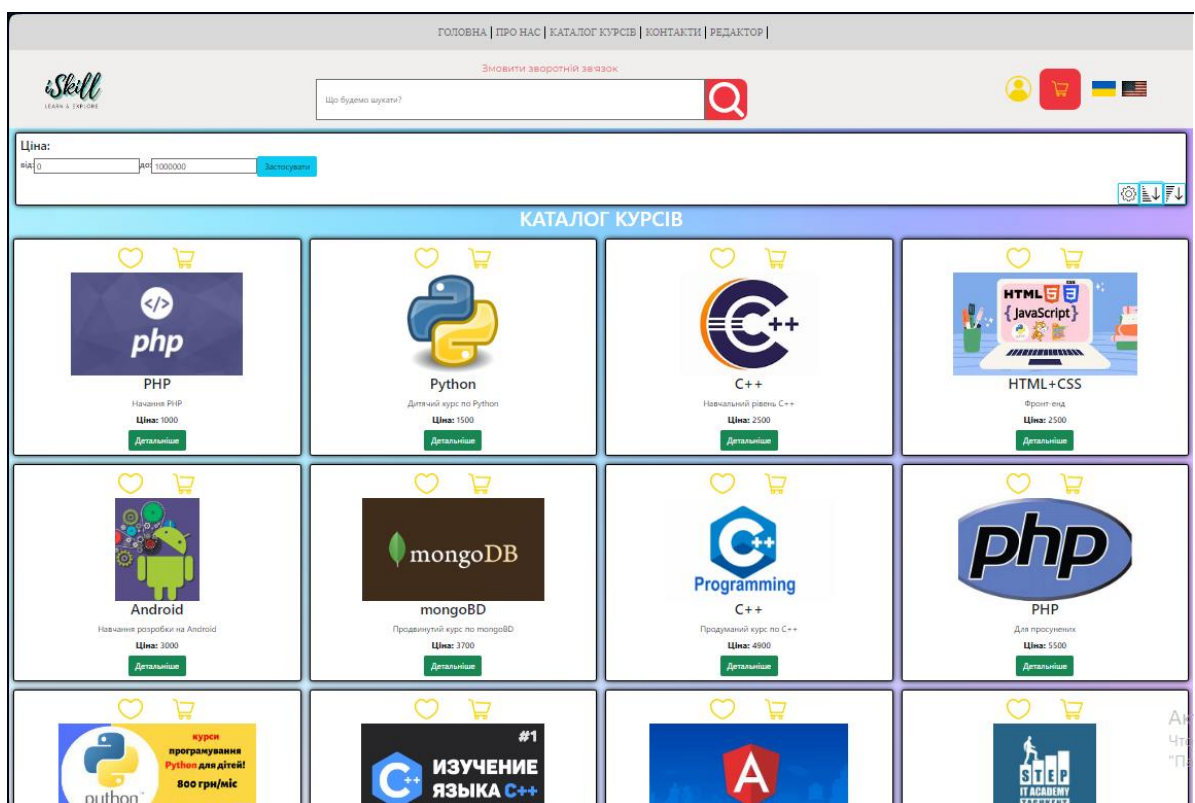 ГОЛОВНА | ПРО НАС | КАТАЛОГ КУРСІВ | КОНТАКТИ | РЕДАКТОР |
Змовити зворотній зв'язок
iSkill
LEARN & EXPLORE
Що будемо шукати?
Ціна:
від: 0 до: 1000000 Застосувати
КАТАЛОГ КУРСІВ
</>
php
PHP
Начання PHP
Ціна: 1000
Детальніше
Python
Дитячий курс по Python
Ціна: 1500
Детальніше
C++
C++
Навчальний рівень C++
Ціна: 2500
Детальніше
HTML 5 3
{ JavaScript }
HTML+CSS
Фронт-енд
Ціна: 2500
Детальніше
Android
Навчання розробки на Android
Ціна: 3000
Детальніше
mongoDB
mongoBD
Продвинутий курс по mongoBD
Ціна: 3700
Детальніше
C++
Programming
C++
Продуманий курс по C++
Ціна: 4900
Детальніше
php
PHP
Для просунених
Ціна: 5500
Детальніше
курси
програмування
Python для дітей!
800 грн/міс
python
#1
ИЗУЧЕНИЕ
ЯЗЫКА C++
C++
A
STEP
IT ACADEMY
TASHKENT